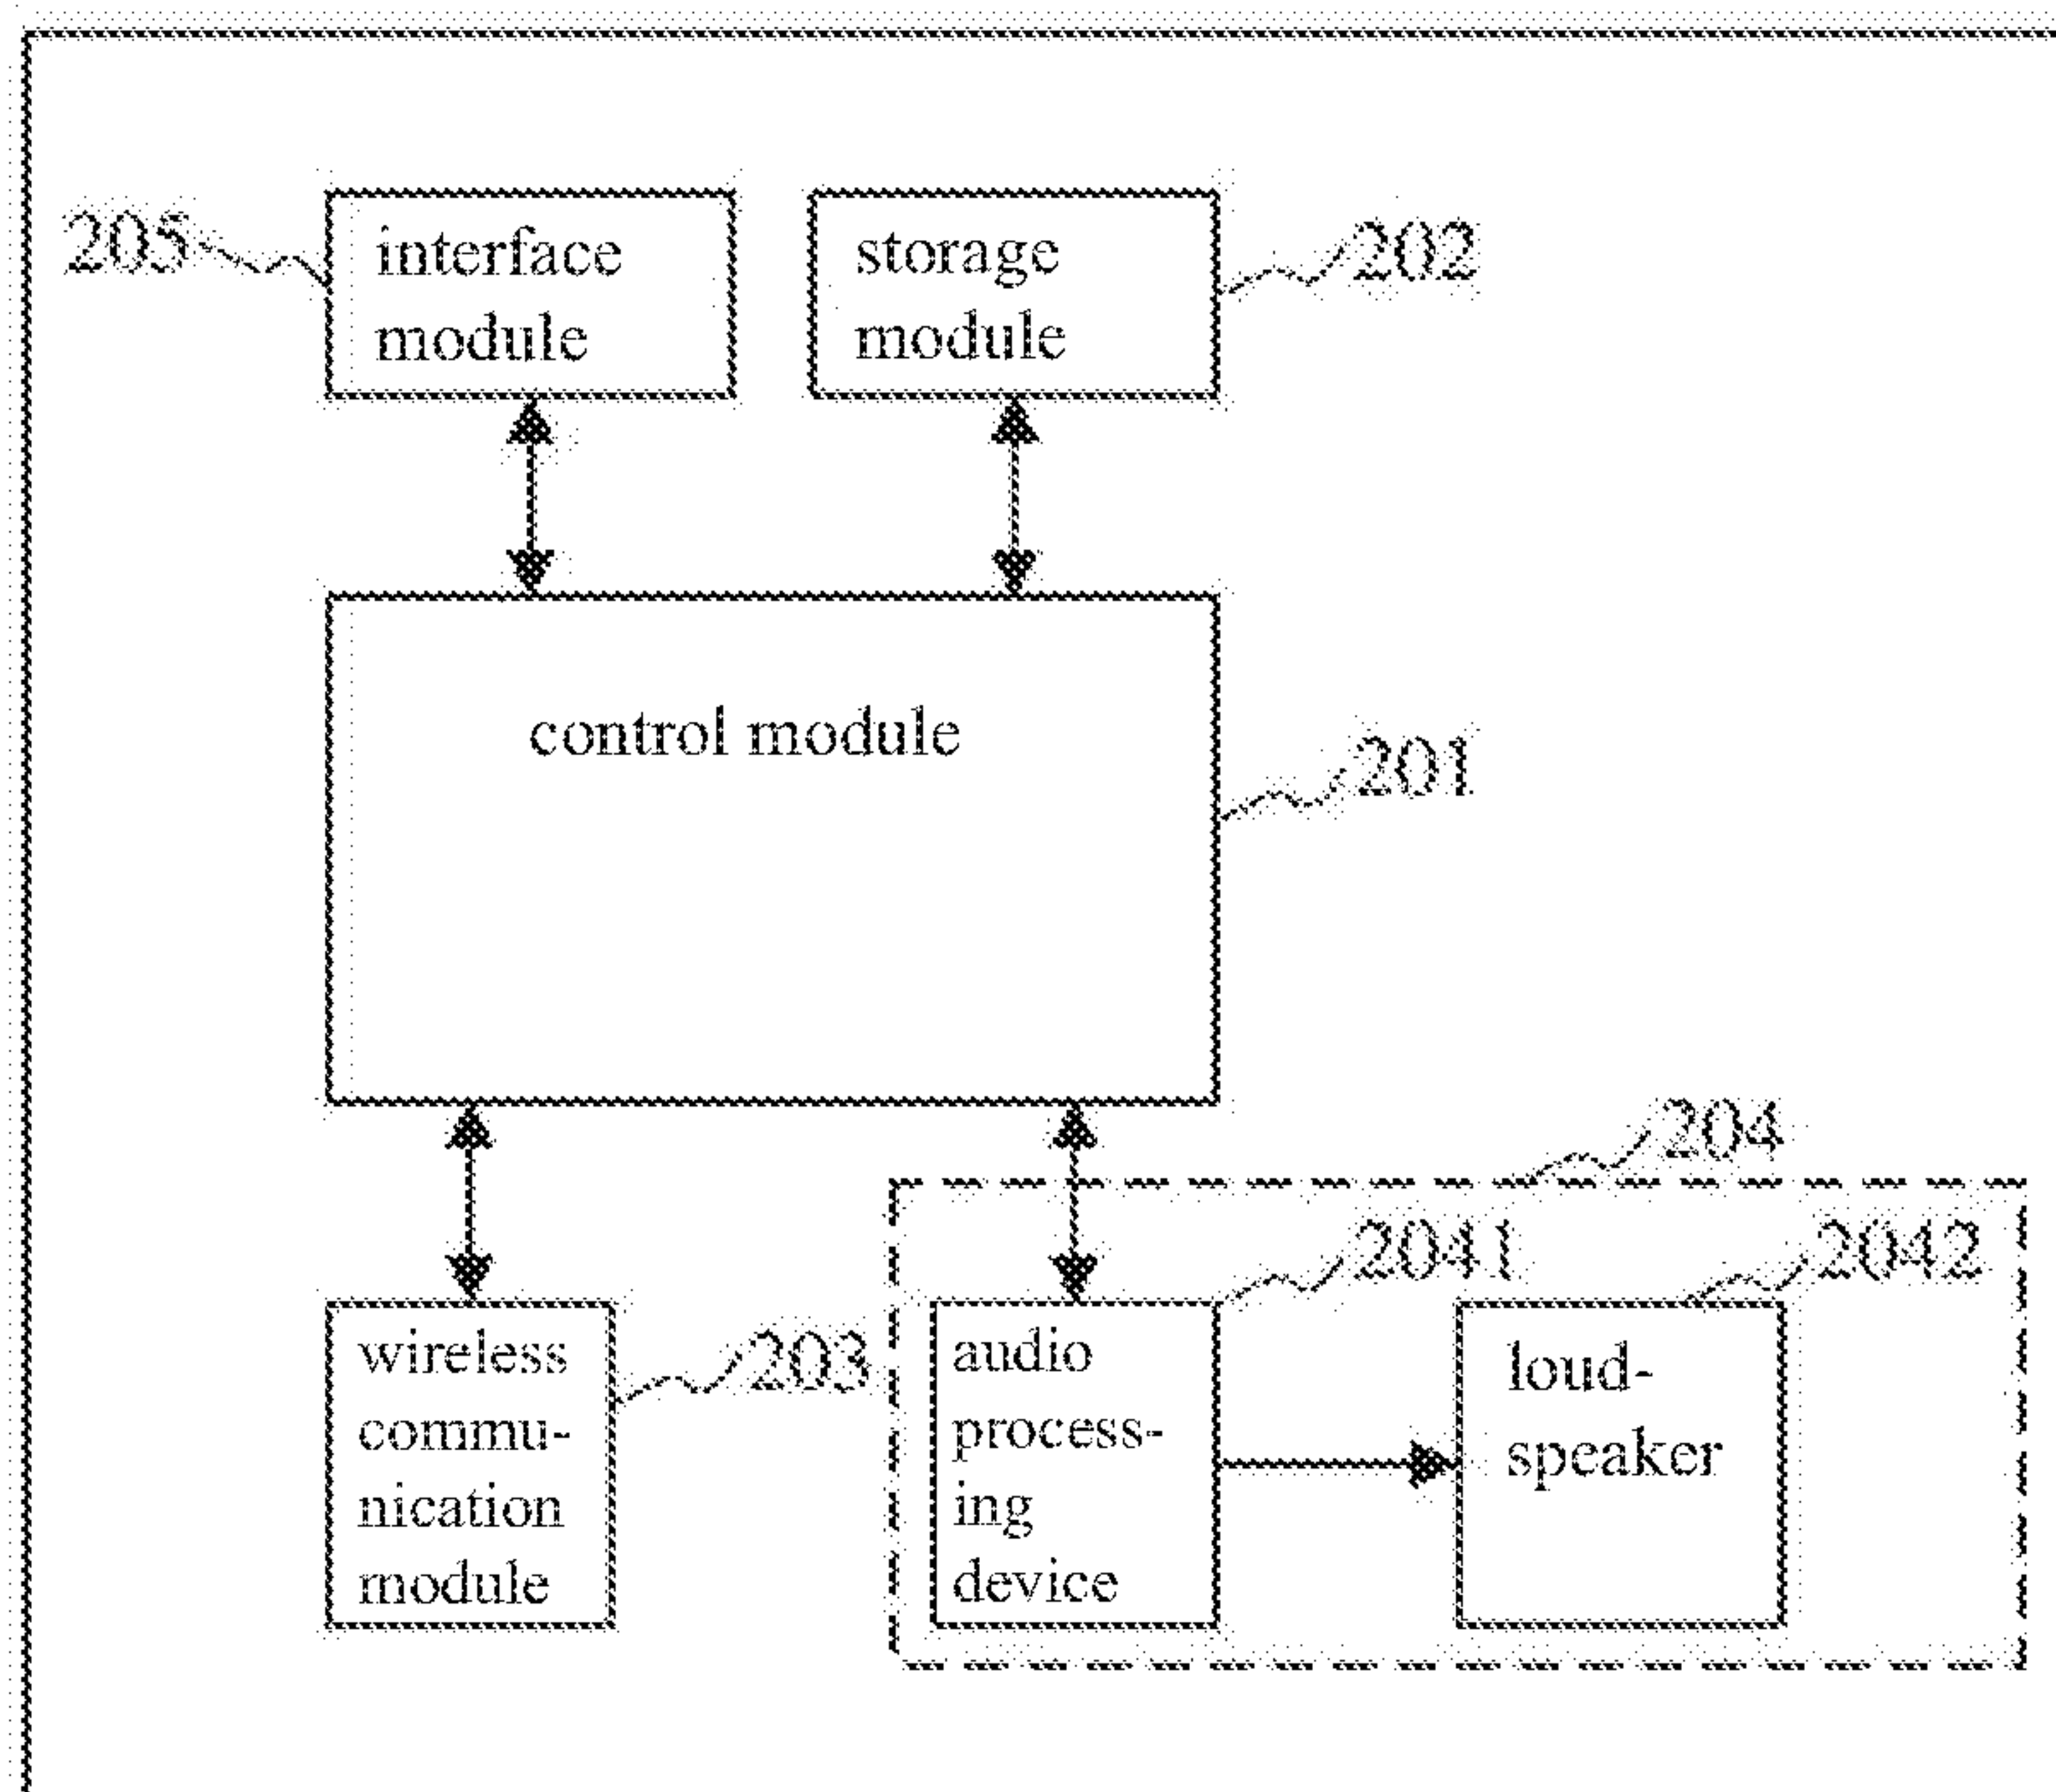 205
interface
module
storage
module
202
control module
201
204
2041
2042
wireless
commu-
nication
module
203
audio
process-
ing
device
loud-
speaker